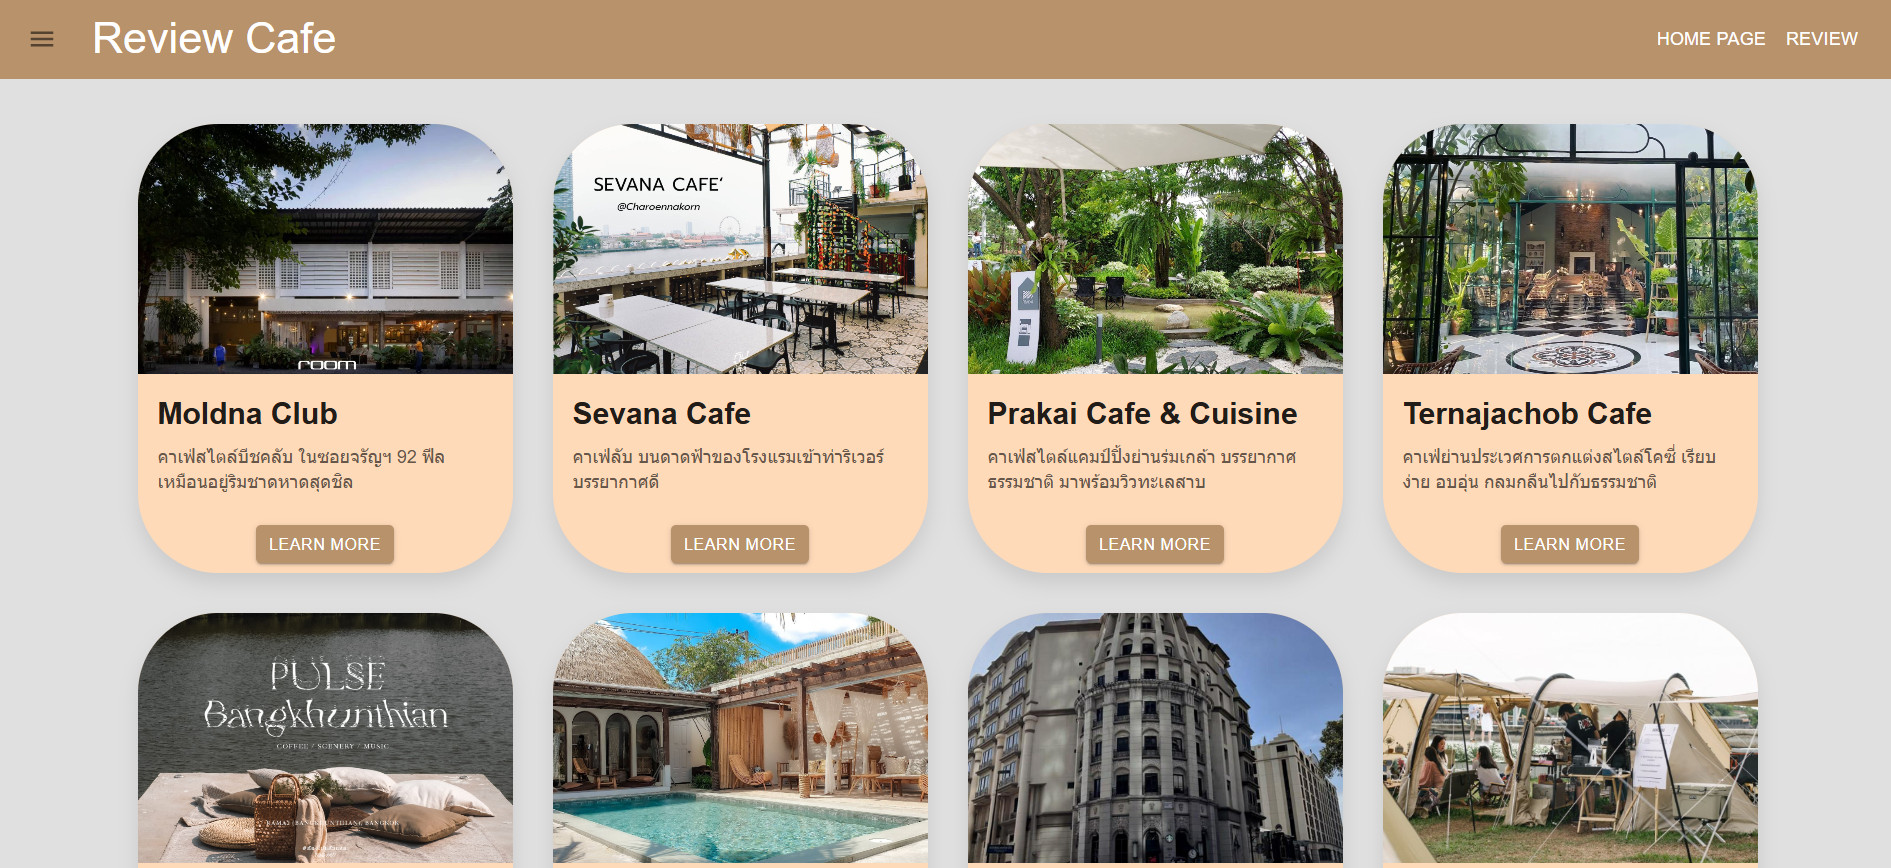 Review Cafe
HOME PAGE
REVIEW
room
SEVANA CAFE'
@Charoennakorn
Moldna Club
คาเฟ่สไตล์บีชคลับ ในซอยจรัญฯ 92 ฟีล
เหมือนอยู่ริมชาดหาดสุดชิล
LEARN MORE
Sevana Cafe
คาเฟ่ลับ บนดาดฟ้าของโรงแรมเช้าท่าริเวอร์
บรรยากาศดี
LEARN MORE
Prakai Cafe & Cuisine
คาเฟ่สไตล์แคมป์ปิ้งย่านร่มเกล้า บรรยากาศ
ธรรมชาติ มาพร้อมวิวทะเลสาบ
LEARN MORE
Ternajachob Cafe
คาเฟ่ย่านประเวศการตกแต่งสไตล์โคซี่ เรียบ
ง่าย อบอุ่น กลมกลืนไปกับธรรมชาติ
LEARN MORE
PULSE
Bangkhunthian
COFFEE / SCENERY / MUSIC